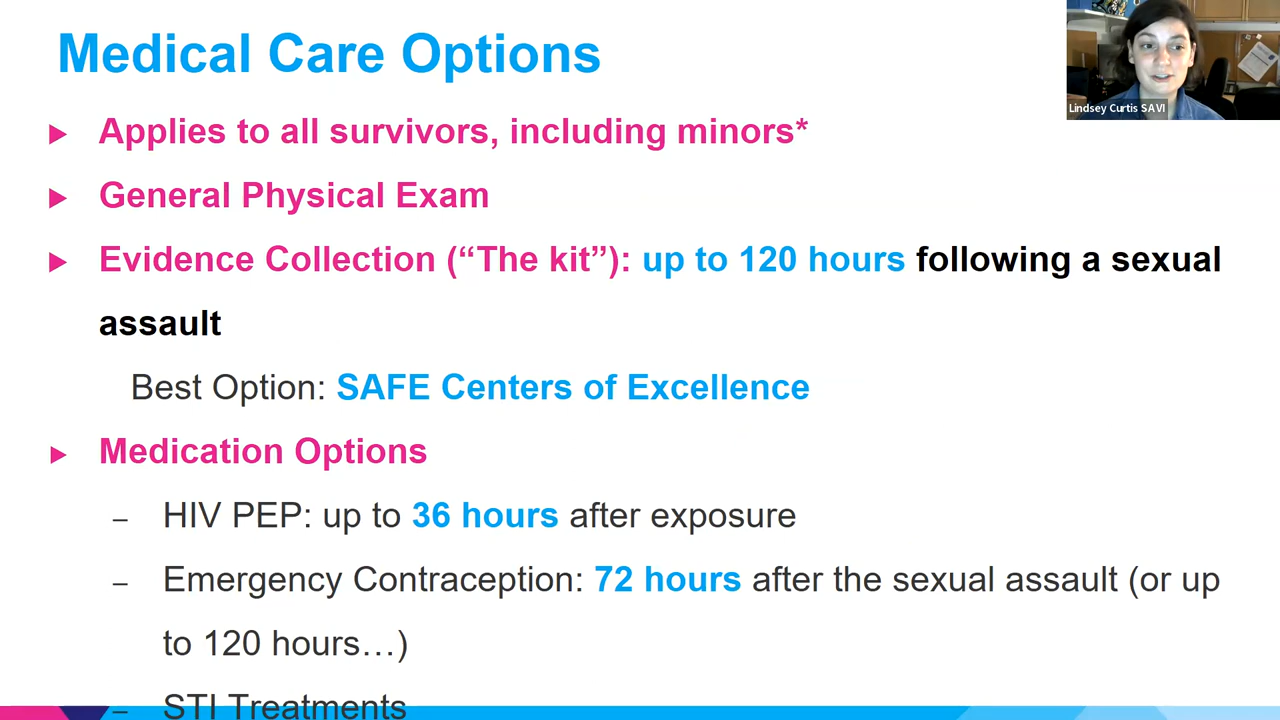 Medical Care Options
Lindsey Curtis SAVI
Applies to all survivors, including minors*
General Physical Exam
Evidence Collection (“The kit”): up to 120 hours following a sexual
assault
Best Option: SAFE Centers of Excellence
Medication Options
– HIV PEP: up to 36 hours after exposure
– Emergency Contraception: 72 hours after the sexual assault (or up
to 120 hours…)
– STI Treatments